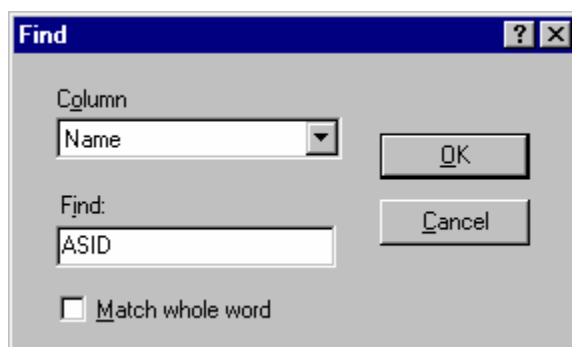 Find
Column
Name
OK
Find:
ASID
Cancel
Match whole word